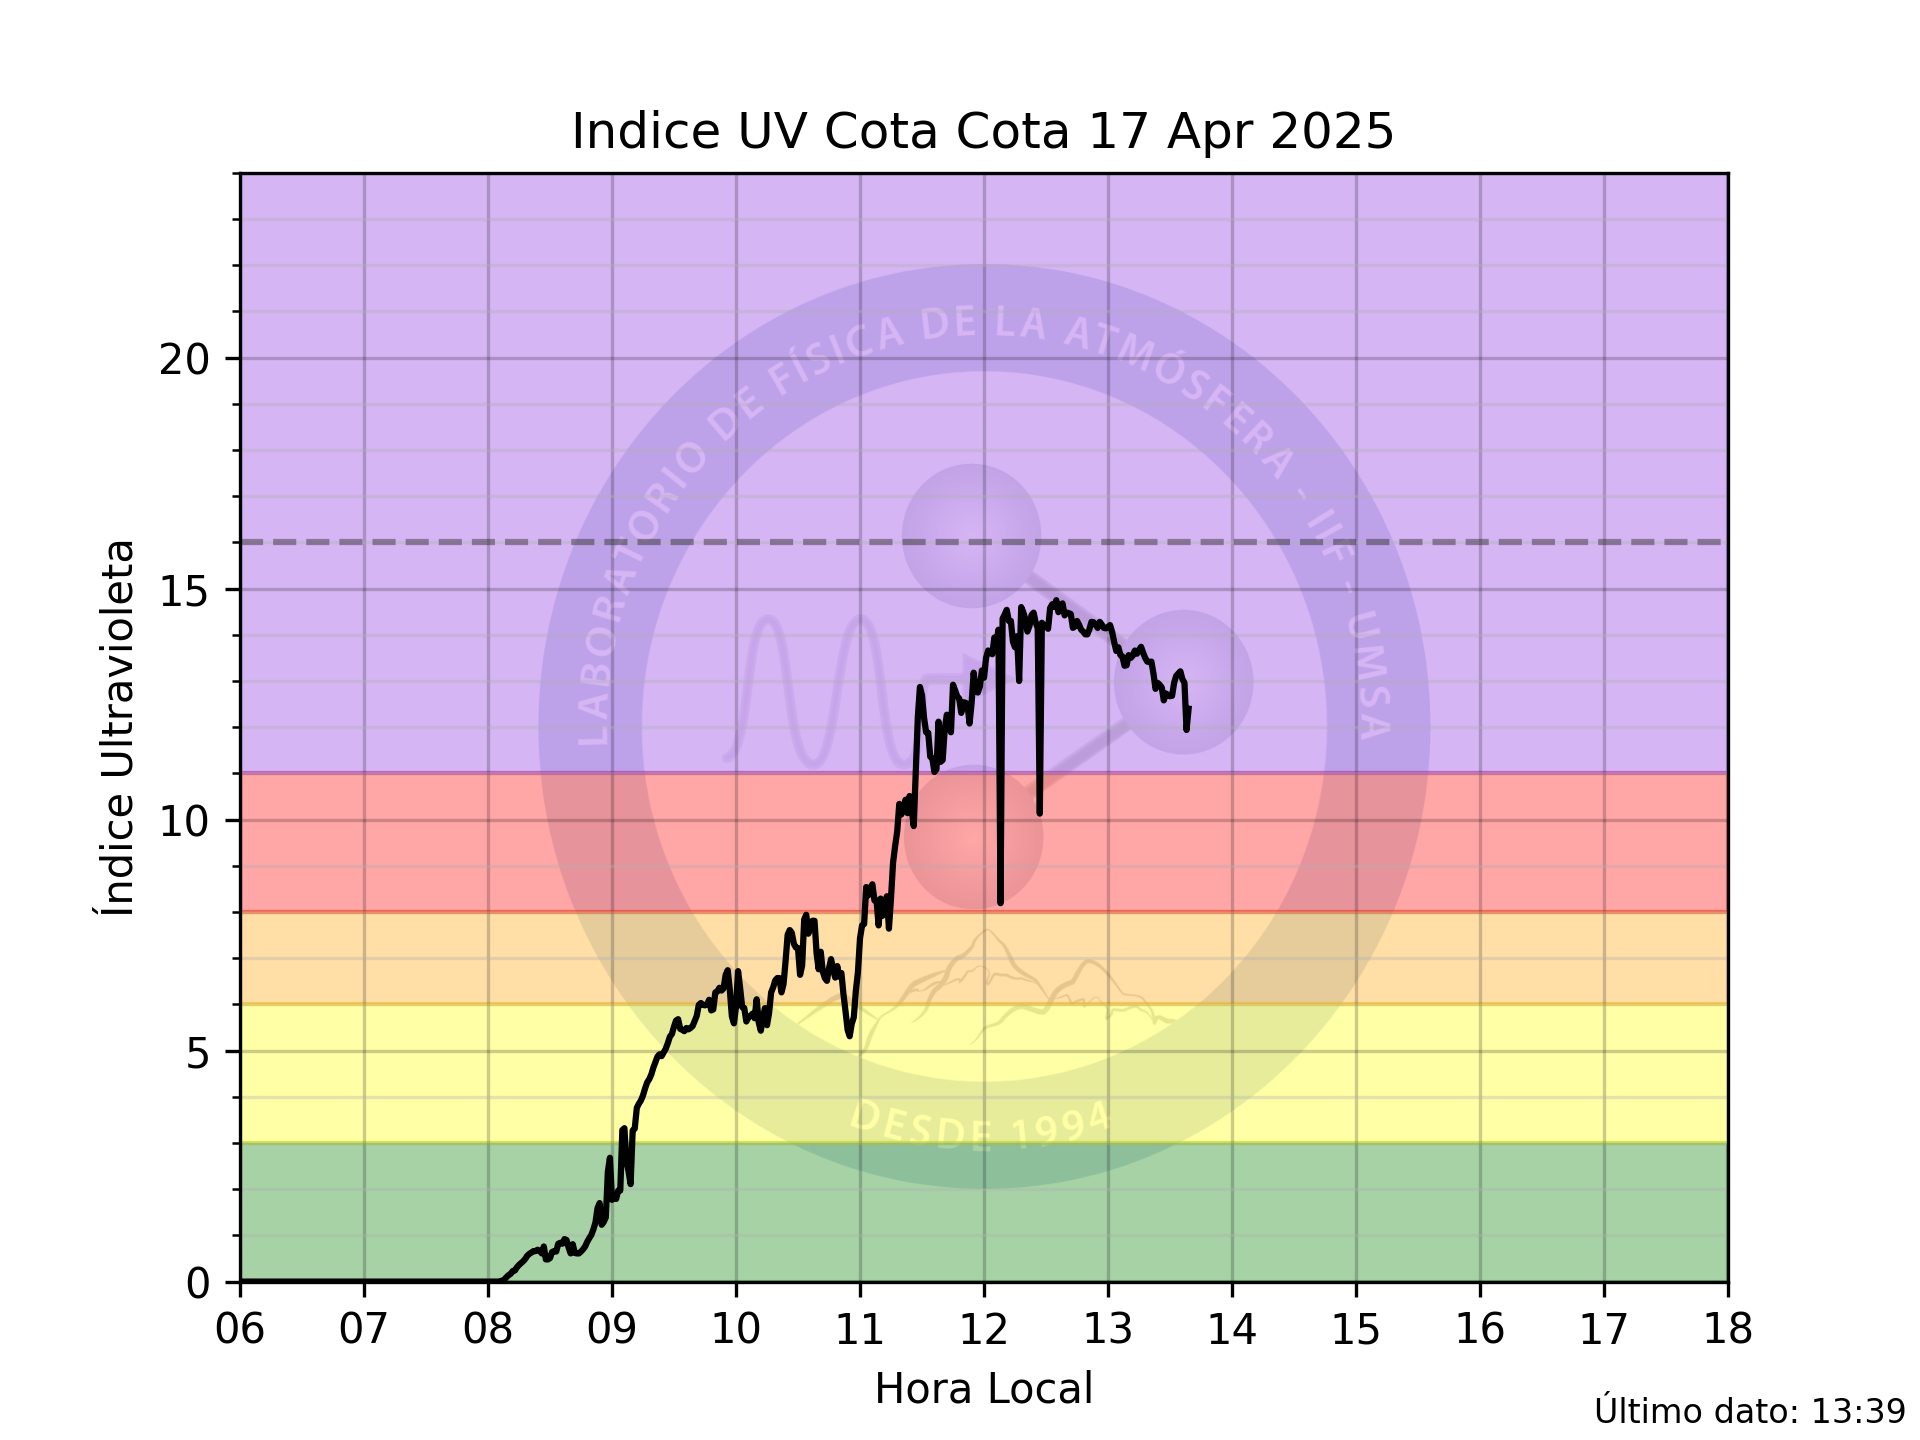 Indice UV Cota Cota 17 Apr 2025
Índice Ultravioleta
20
15
10
5
0
LABORATORIO DE FÍSICA DE LA ATMÓSFERA - IIF - UMSA
DESDE 1994
06 07 08 09 10 11 12 13 14 15 16 17 18
Hora Local
Último dato: 13:39